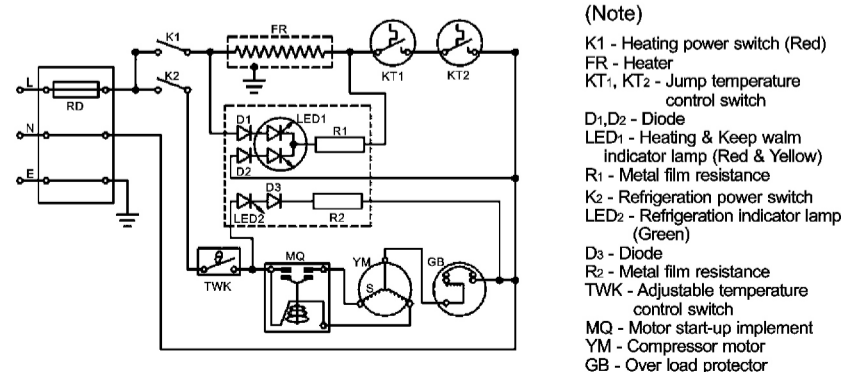 K1
FR
K2
KT1
KT2
L
RD
N
E
D1
LED1
R1
D2
D3
LED2
R2
TWK
MQ
YM
S
GB
(Note)
K1 - Heating power switch (Red)
FR - Heater
KT1, KT2 - Jump temperature
control switch
D1,D2 - Diode
LED1 - Heating & Keep walm
indicator lamp (Red & Yellow)
R1 - Metal film resistance
K2 - Refrigeration power switch
LED2 - Refrigeration indicator lamp
(Green)
D3 - Diode
R2 - Metal film resistance
TWK - Adjustable temperature
control switch
MQ - Motor start-up implement
YM - Compressor motor
GB - Over load protector